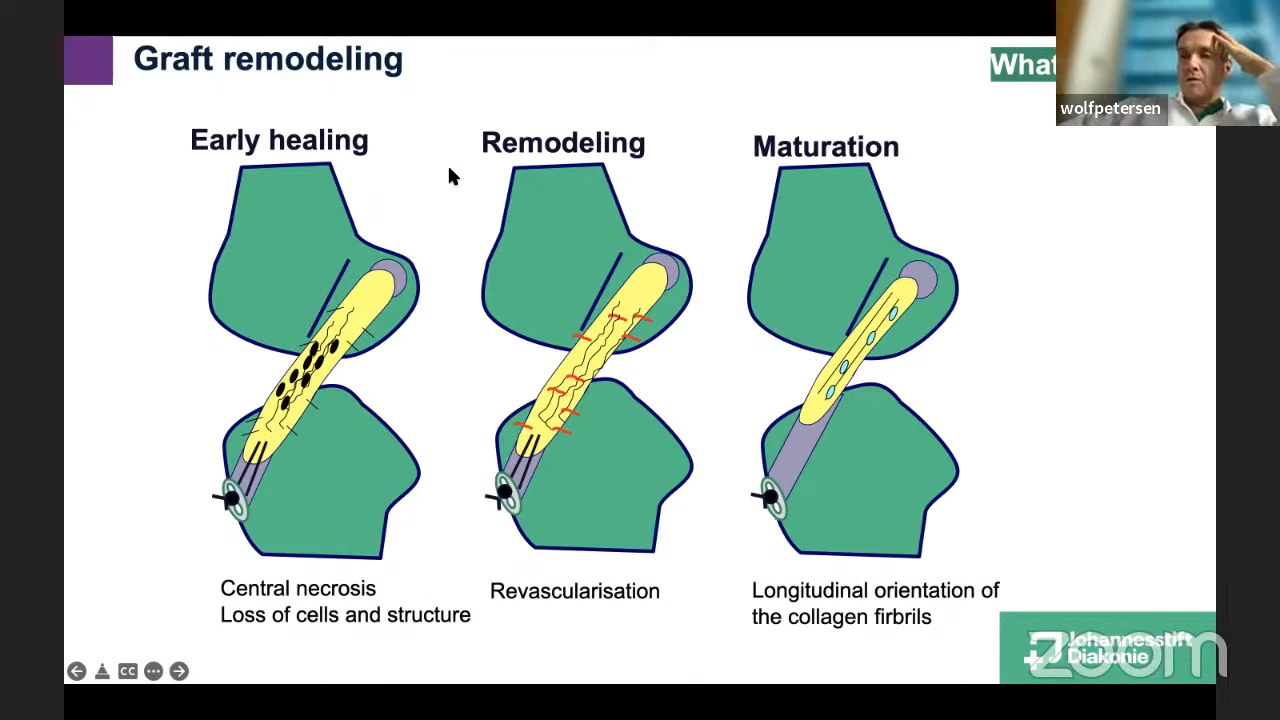 Graft remodeling
What
wolfpetersen
Early healing
Remodeling
Maturation
Central necrosis
Loss of cells and structure
Revascularisation
Longitudinal orientation of
the collagen firbrils
Johannesstift
Diakonie
zoom
CC